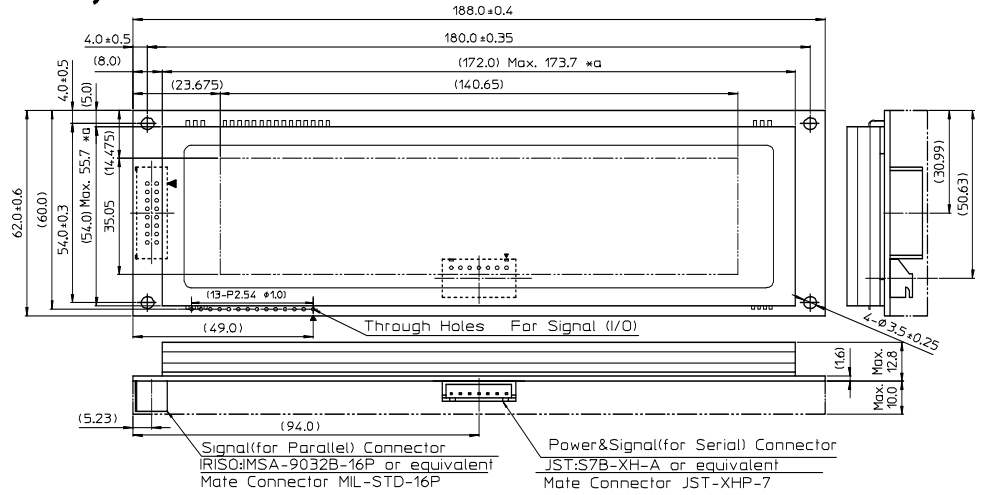 188.0±0.4
4.0±0.5
180.0±0.35
(8.0)
(172.0) Max. 173.7 *a
(23.675)
(140.65)
4.0±0.5
(5.0)
62.0±0.6
(60.0)
54.0±0.3
(54.0) Max. 55.7 *a
(14.475)
35.05
(30.99)
(50.63)
(13-P2.54 ϕ1.0)
(49.0)
Through Holes For Signal (I/O)
4-Φ3.5±0.25
(1.6)
Max. 12.8
Max. 10.0
(5.23)
(94.0)
Signal(for Parallel) Connector
IRISO:IMSA-9032B-16P or equivalent
Mate Connector MIL-STD-16P
Power&Signal(for Serial) Connector
JST:S7B-XH-A or equivalent
Mate Connector JST-XHP-7